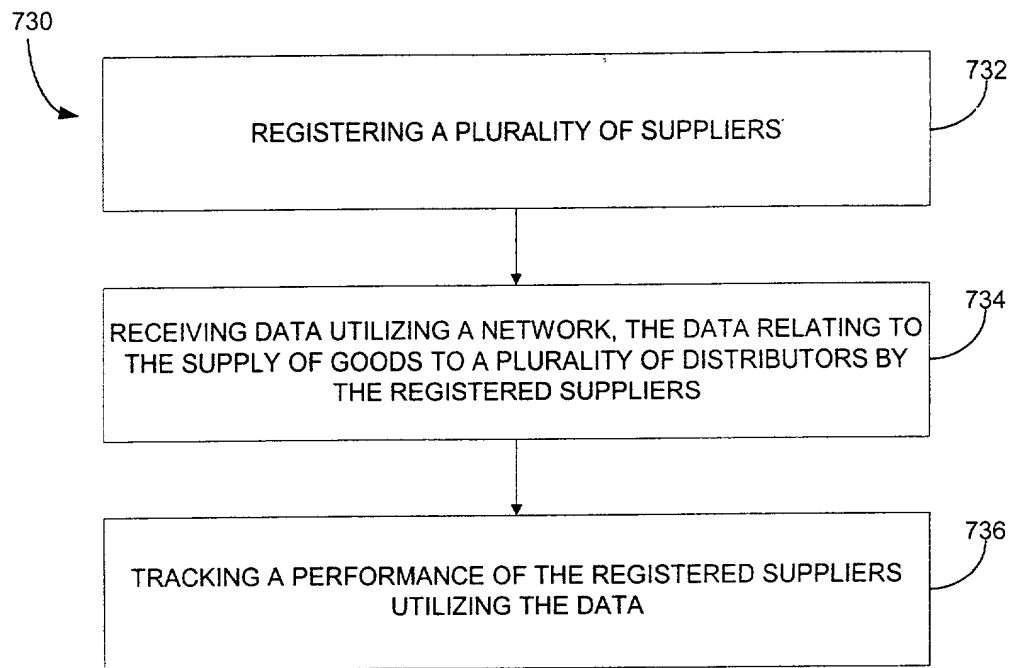 730
732
REGISTERING A PLURALITY OF SUPPLIERS
734
RECEIVING DATA UTILIZING A NETWORK, THE DATA RELATING TO
THE SUPPLY OF GOODS TO A PLURALITY OF DISTRIBUTORS BY
THE REGISTERED SUPPLIERS
736
TRACKING A PERFORMANCE OF THE REGISTERED SUPPLIERS
UTILIZING THE DATA